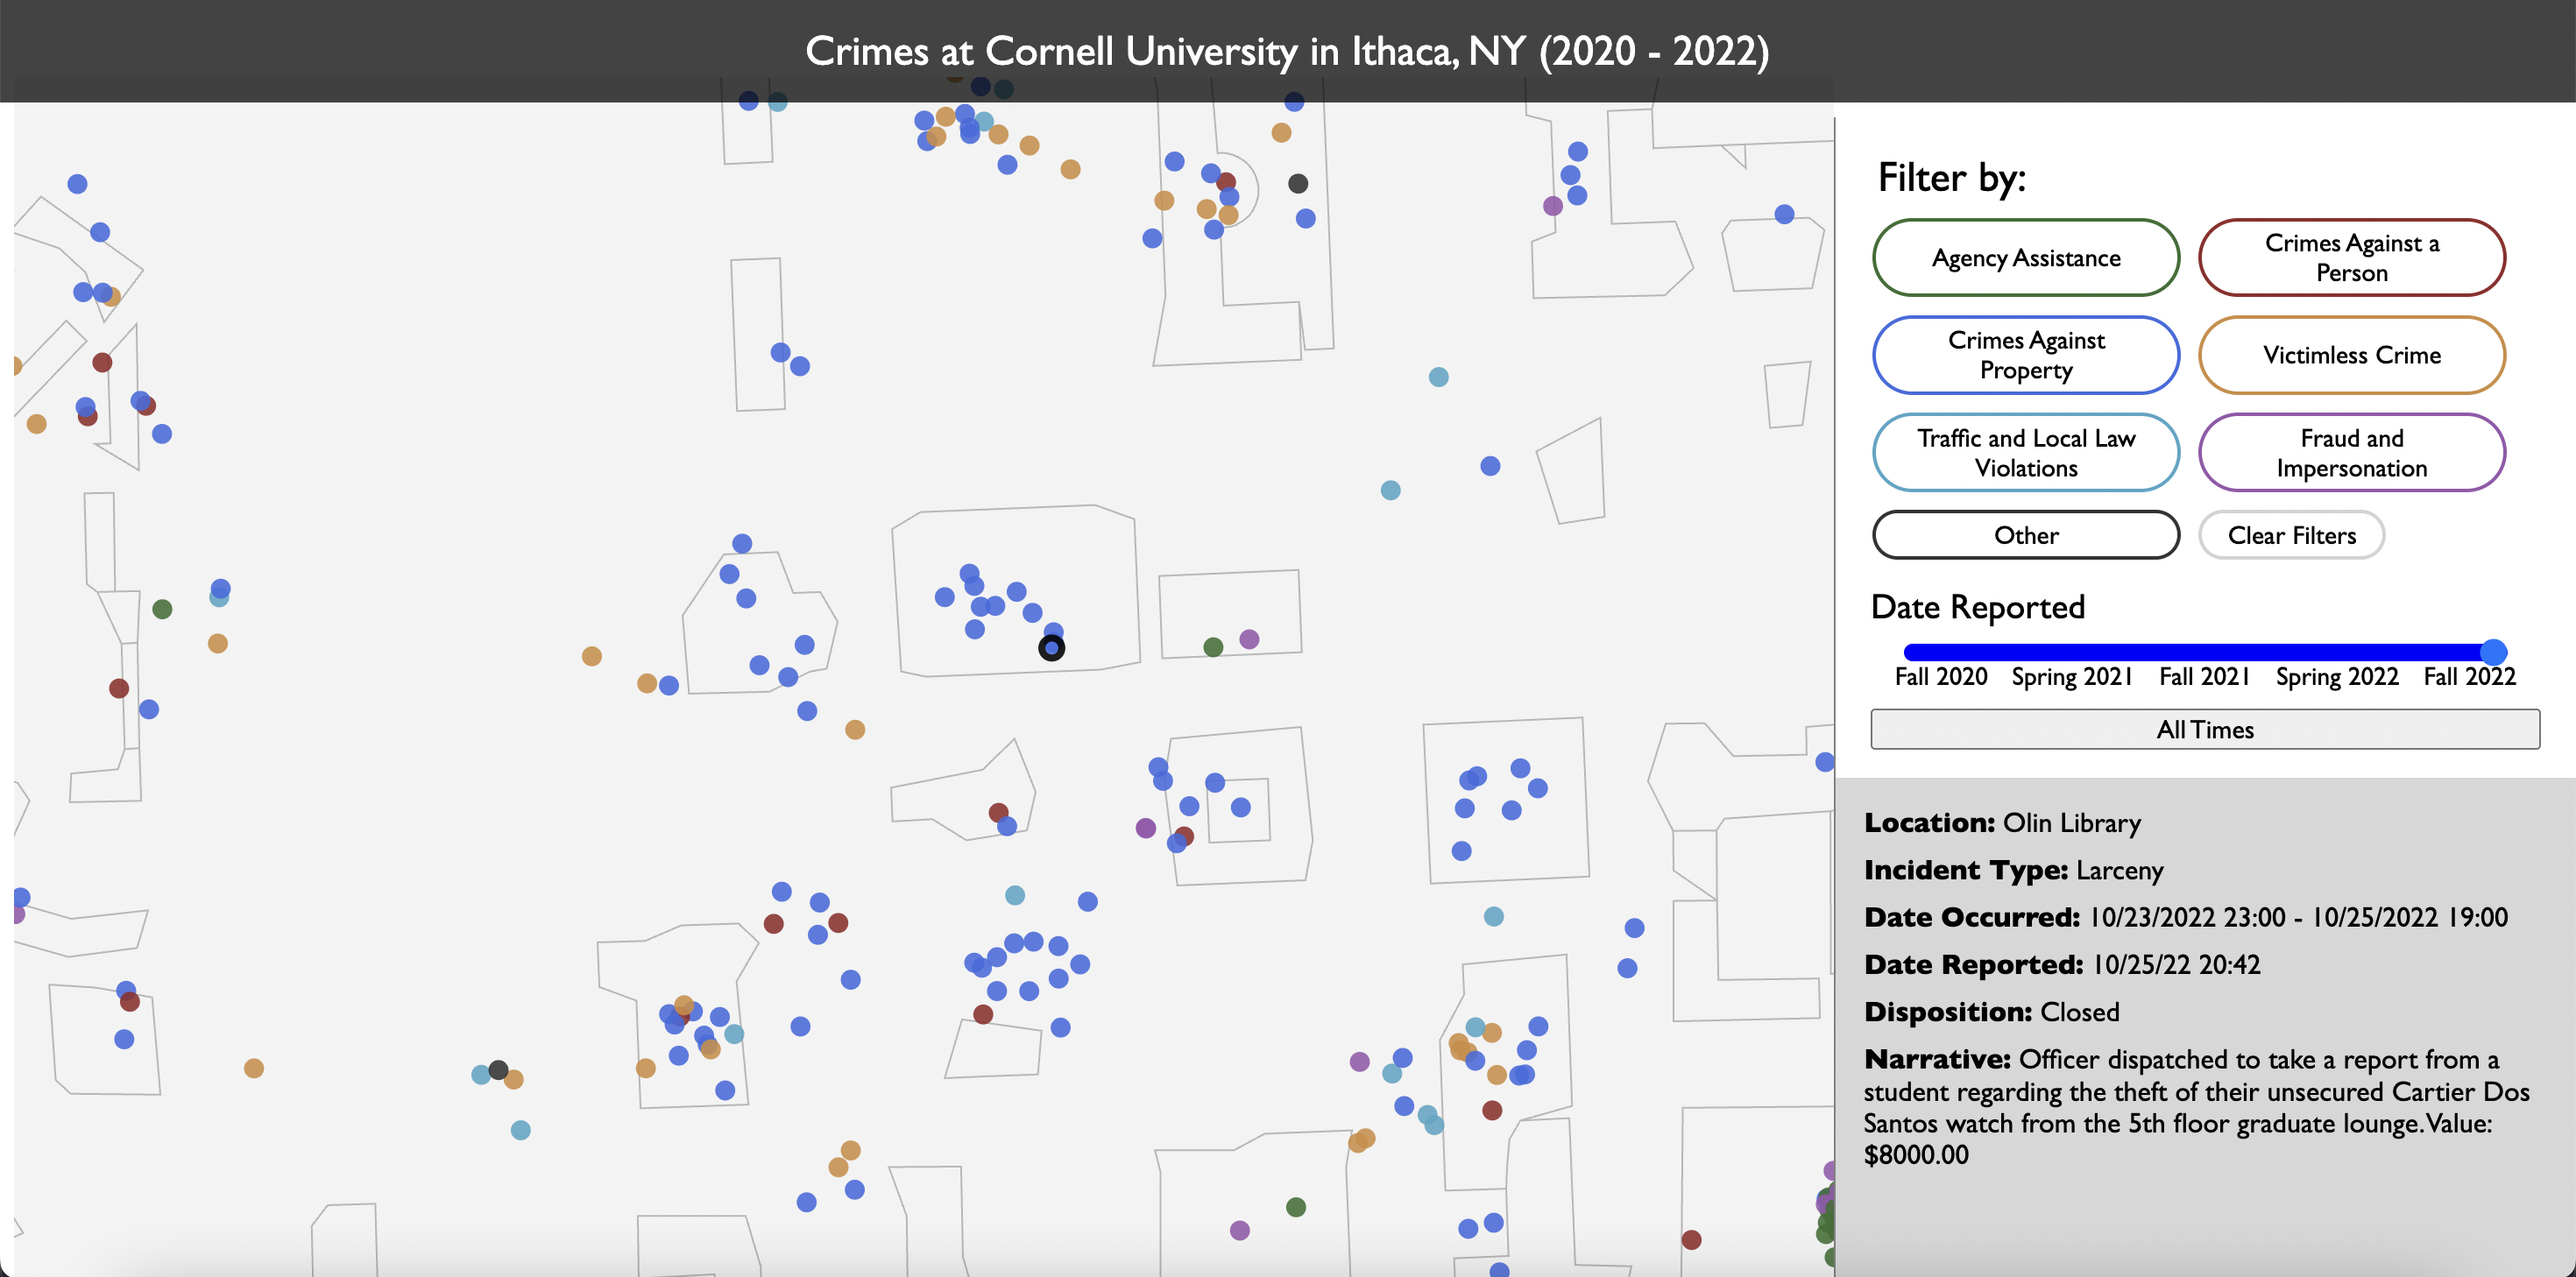 Crimes at Cornell University in Ithaca, NY (2020 - 2022)
Filter by:
Agency Assistance
Crimes Against a
Person
Crimes Against
Property
Victimless Crime
Traffic and Local Law
Violations
Fraud and
Impersonation
Other
Clear Filters
Date Reported
Fall 2020 Spring 2021 Fall 2021 Spring 2022 Fall 2022
All Times
Location: Olin Library
Incident Type: Larceny
Date Occurred: 10/23/2022 23:00 - 10/25/2022 19:00
Date Reported: 10/25/22 20:42
Disposition: Closed
Narrative: Officer dispatched to take a report from a
student regarding the theft of their unsecured Cartier Dos
Santos watch from the 5th floor graduate lounge. Value:
$8000.00